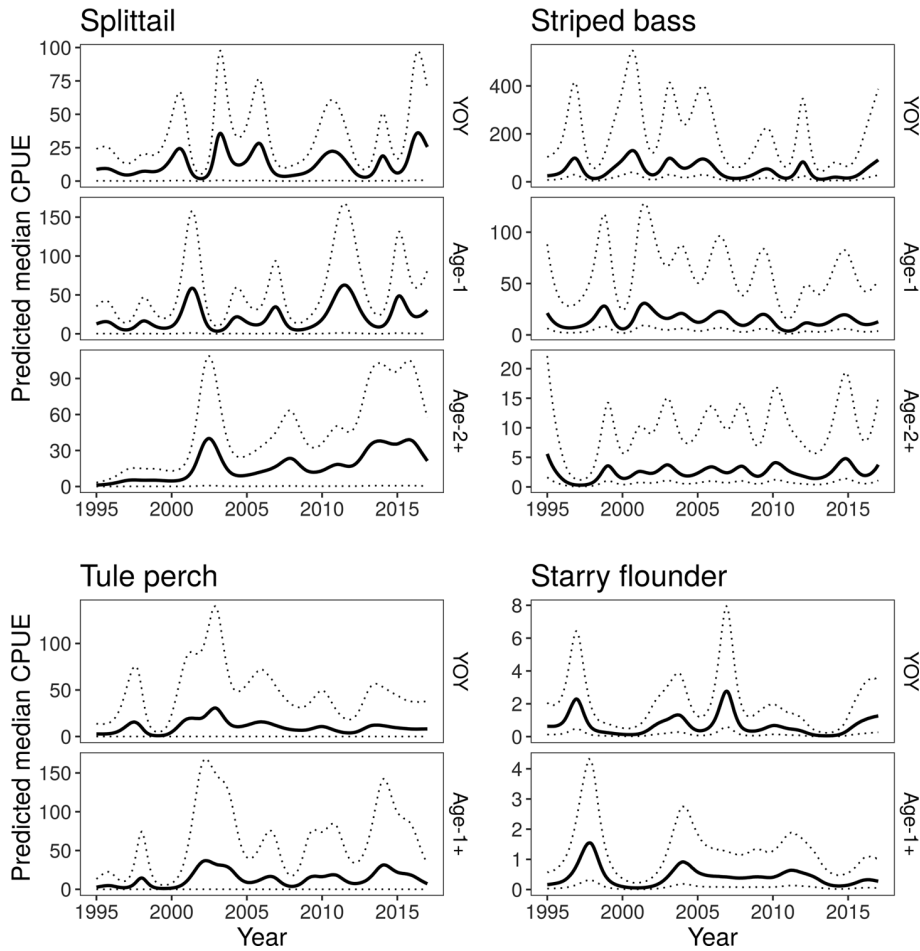 Splittail
Striped bass
Predicted median CPUE
100
75
50
25
0
YOY
150
100
50
0
Age-1
90
60
30
0
Age-2+
1995 2000 2005 2010 2015
400
200
0
YOY
100
50
0
Age-1
20
15
10
5
0
Age-2+
1995 2000 2005 2010 2015
Tule perch
Starry flounder
Predicted median CPUE
100
50
0
YOY
150
100
50
0
Age-1+
1995 2000 2005 2010 2015
Year
8
6
4
2
0
YOY
4
3
2
1
0
Age-1+
1995 2000 2005 2010 2015
Year